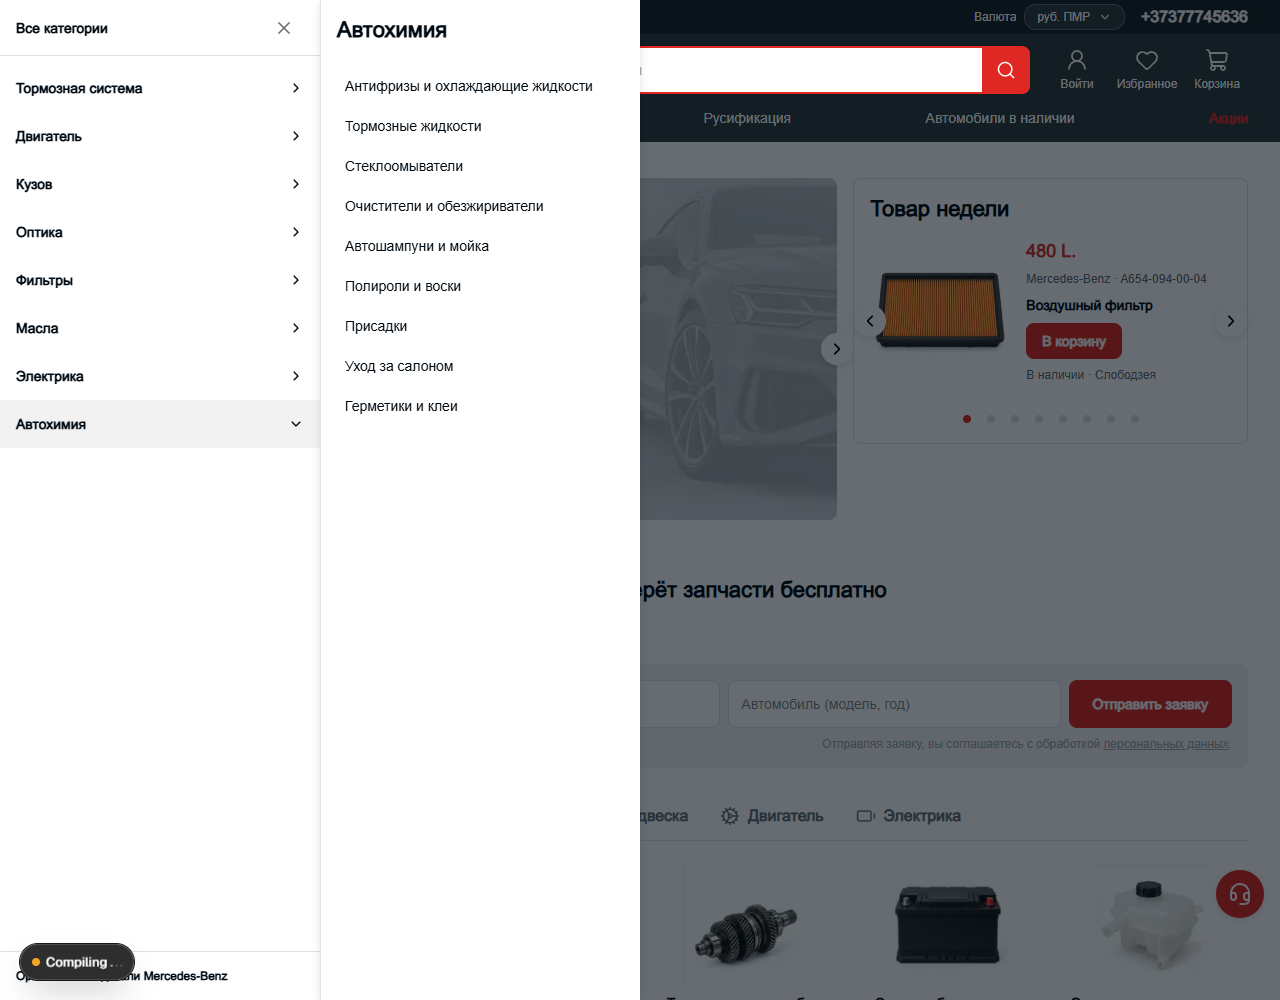 Все категории
Тормозная система
Двигатель
Кузов
Оптика
Фильтры
Масла
Электрика
Автохимия
Compiling ...
Mercedes-Benz
Автохимия
Антифризы и охлаждающие жидкости
Тормозные жидкости
Стеклоомыватели
Очистители и обезжириватели
Автошампуни и мойка
Полироли и воски
Присадки
Уход за салоном
Герметики и клеи
Валюта руб. ПМР +37377745636
Войти Избранное Корзина
Русификация Автомобили в наличии Акции
Товар недели
480 L.
Mercedes-Benz · A654-094-00-04
Воздушный фильтр
В корзину
В наличии · Слободзея
запчасти бесплатно
Автомобиль (модель, год)
Отправить заявку
Отправляя заявку, вы соглашаетесь с обработкой персональных данных.
Двигатель Электрика